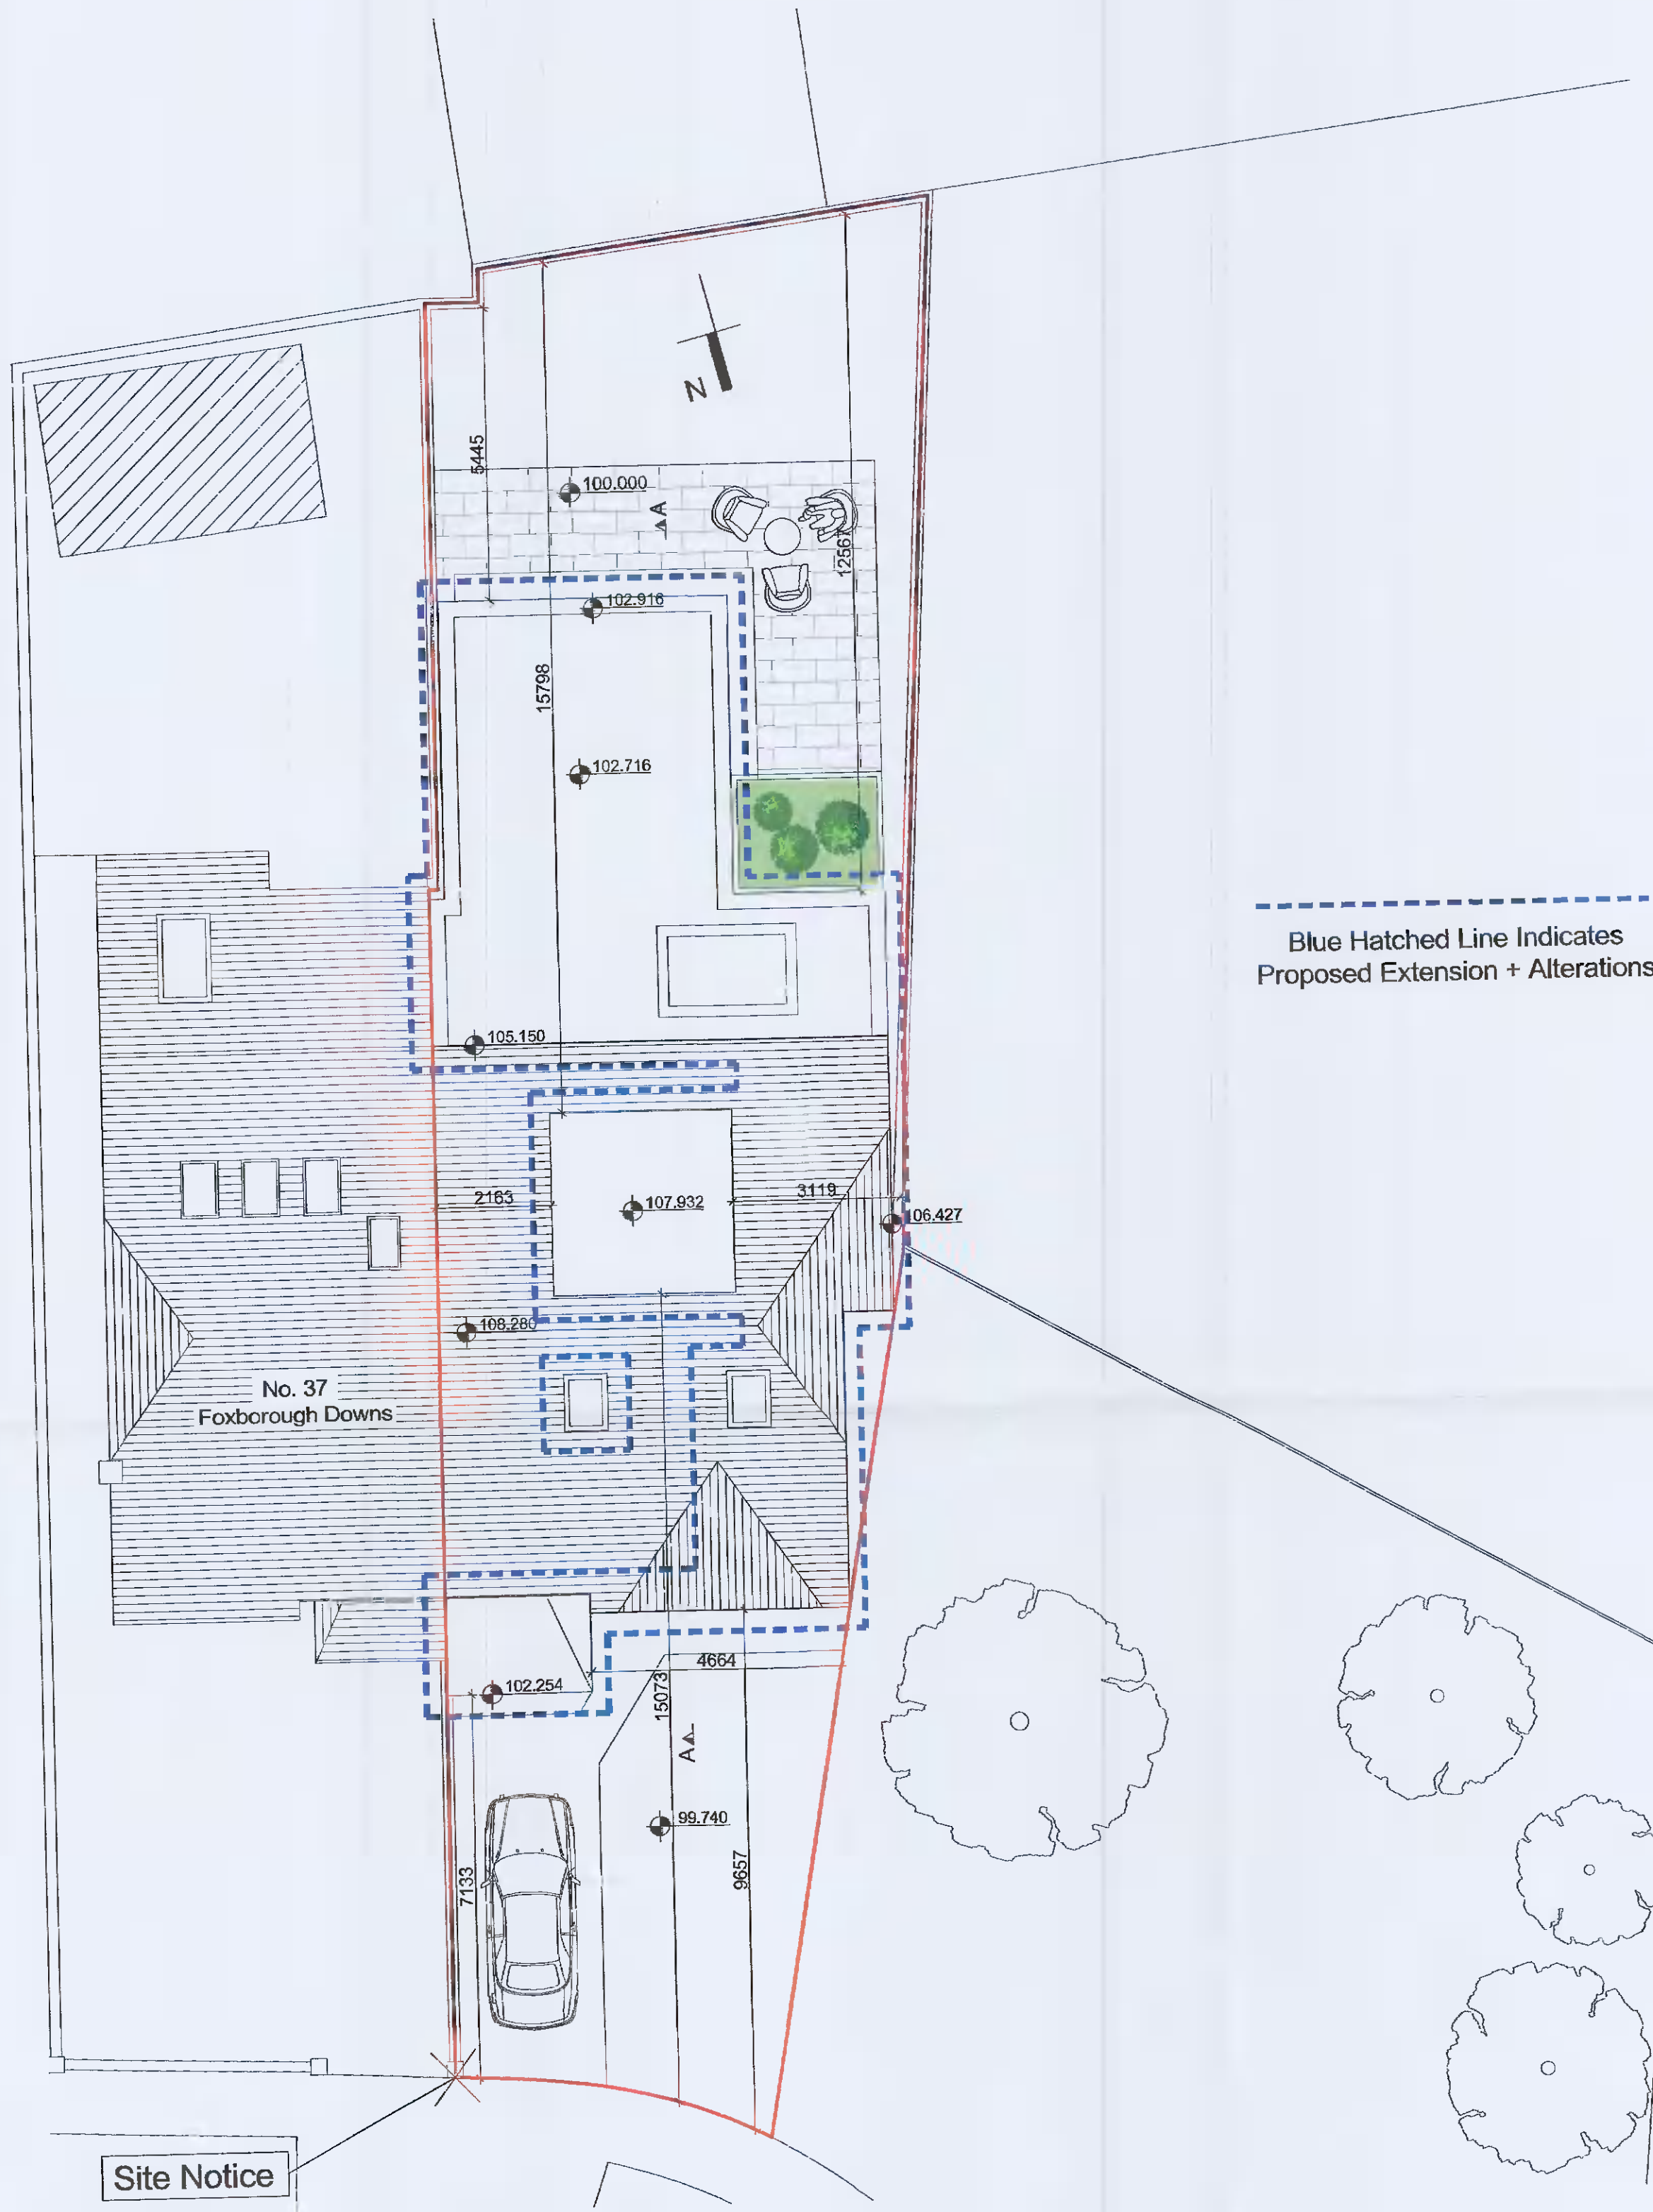 N
5445
100.000
A
12567
102.916
15798
102.716
Blue Hatched Line Indicates
Proposed Extension + Alterations
105.150
2163
107.932
3119
106.427
108.280
No. 37
Foxborough Downs
4664
102.254
15073
A
99.740
7133
9657
Site Notice